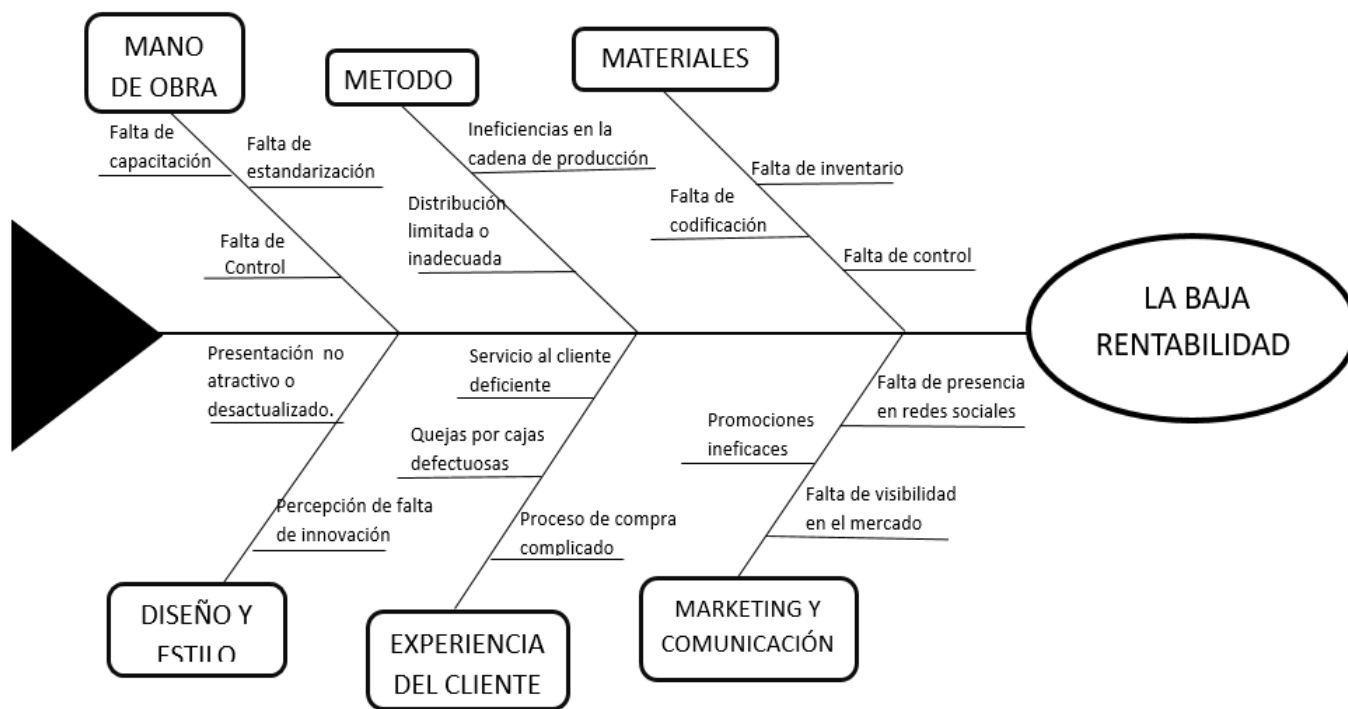 MANO
DE OBRA
METODO
MATERIALES
Falta de
capacitación
Falta de
estandarización
Falta de
Control
Ineficiencias en la
cadena de producción
Distribución
limitada o
inadecuada
Falta de inventario
Falta de
codificación
Falta de control
LA BAJA
RENTABILIDAD
Presentación no
atractivo o
desactualizado.
Percepción de falta
de innovación
Servicio al cliente
deficiente
Quejas por cajas
defectuosas
Proceso de compra
complicado
Falta de presencia
en redes sociales
Promociones
ineficaces
Falta de visibilidad
en el mercado
DISEÑO Y
ESTILO
EXPERIENCIA
DEL CLIENTE
MARKETING Y
COMUNICACIÓN